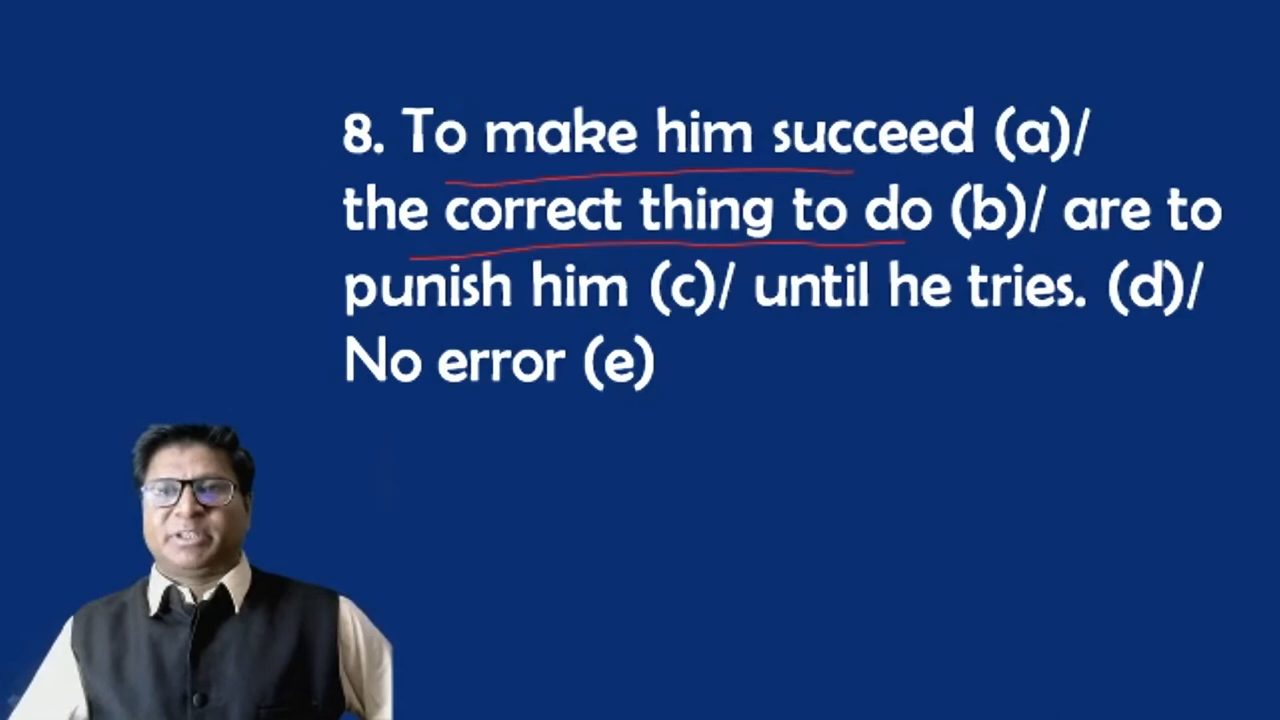 8. To make him succeed (a)/
the correct thing to do (b)/ are to
punish him (c)/ until he tries. (d)/
No error (e)